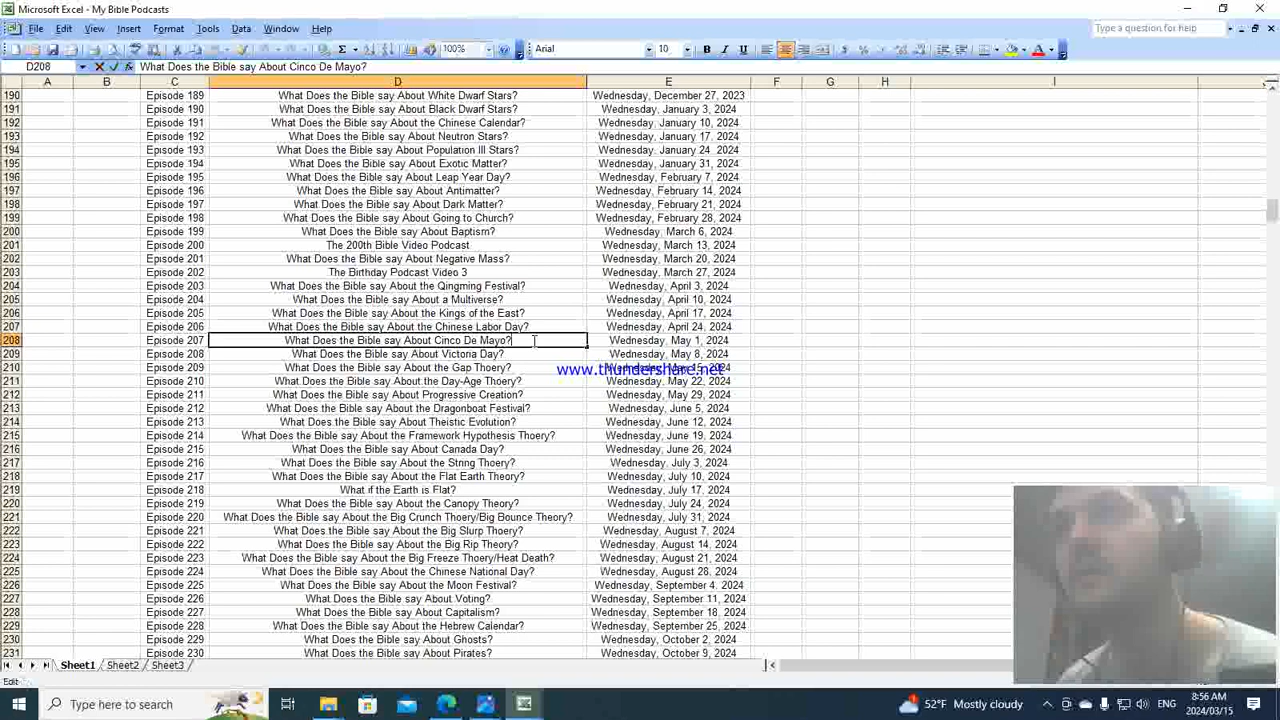 Microsoft Excel - My Bible Podcasts
File Edit View Insert Format Tools Data Window Help
Type a question for help
100%
Arial 10 B I U
D208 What Does the Bible say About Cinco De Mayo?
A B C D E F G H I
190 Episode 189 What Does the Bible say About White Dwarf Stars? Wednesday, December 27, 2023
191 Episode 190 What Does the Bible say About Black Dwarf Stars? Wednesday, January 3, 2024
192 Episode 191 What Does the Bible say About the Chinese Calendar? Wednesday, January 10, 2024
193 Episode 192 What Does the Bible say About Neutron Stars? Wednesday, January 17, 2024
194 Episode 193 What Does the Bible say About Population III Stars? Wednesday, January 24, 2024
195 Episode 194 What Does the Bible say About Exotic Matter? Wednesday, January 31, 2024
196 Episode 195 What Does the Bible say About Leap Year Day? Wednesday, February 7, 2024
197 Episode 196 What Does the Bible say About Antimatter? Wednesday, February 14, 2024
198 Episode 197 What Does the Bible say About Dark Matter? Wednesday, February 21, 2024
199 Episode 198 What Does the Bible say About Going to Church? Wednesday, February 28, 2024
200 Episode 199 What Does the Bible say About Baptism? Wednesday, March 6, 2024
201 Episode 200 The 200th Bible Video Podcast Wednesday, March 13, 2024
202 Episode 201 What Does the Bible say About Negative Mass? Wednesday, March 20, 2024
203 Episode 202 The Birthday Podcast Video 3 Wednesday, March 27, 2024
204 Episode 203 What Does the Bible say About the Qingming Festival? Wednesday, April 3, 2024
205 Episode 204 What Does the Bible say About a Multiverse? Wednesday, April 10, 2024
206 Episode 205 What Does the Bible say About the Kings of the East? Wednesday, April 17, 2024
207 Episode 206 What Does the Bible say About the Chinese Labor Day? Wednesday, April 24, 2024
208 Episode 207 What Does the Bible say About Cinco De Mayo? Wednesday, May 1, 2024
209 Episode 208 What Does the Bible say About Victoria Day? Wednesday, May 8, 2024
210 Episode 209 What Does the Bible say About the Gap Thoery? Wednesday, May 15, 2024
www.thundershare.net
211 Episode 210 What Does the Bible say About the Day-Age Thoery? Wednesday, May 22, 2024
212 Episode 211 What Does the Bible say About Progressive Creation? Wednesday, May 29, 2024
213 Episode 212 What Does the Bible say About the Dragonboat Festival? Wednesday, June 5, 2024
214 Episode 213 What Does the Bible say About Theistic Evolution? Wednesday, June 12, 2024
215 Episode 214 What Does the Bible say About the Framework Hypothesis Thoery? Wednesday, June 19, 2024
216 Episode 215 What Does the Bible say About Canada Day? Wednesday, June 26, 2024
217 Episode 216 What Does the Bible say About the String Thoery? Wednesday, July 3, 2024
218 Episode 217 What Does the Bible say About the Flat Earth Theory? Wednesday, July 10, 2024
219 Episode 218 What if the Earth is Flat? Wednesday, July 17, 2024
220 Episode 219 What Does the Bible say About the Canopy Theory? Wednesday, July 24, 2024
221 Episode 220 What Does the Bible say About the Big Crunch Thoery/Big Bounce Theory? Wednesday, July 31, 2024
222 Episode 221 What Does the Bible say About the Big Slurp Thoery? Wednesday, August 7, 2024
223 Episode 222 What Does the Bible say About the Big Rip Theory? Wednesday, August 14, 2024
224 Episode 223 What Does the Bible say About the Big Freeze Thoery/Heat Death? Wednesday, August 21, 2024
225 Episode 224 What Does the Bible say About the Chinese National Day? Wednesday, August 28, 2024
226 Episode 225 What Does the Bible say About the Moon Festival? Wednesday, September 4, 2024
227 Episode 226 What Does the Bible say About Voting? Wednesday, September 11, 2024
228 Episode 227 What Does the Bible say About Capitalism? Wednesday, September 18, 2024
229 Episode 228 What Does the Bible say About the Hebrew Calendar? Wednesday, September 25, 2024
230 Episode 229 What Does the Bible say About Ghosts? Wednesday, October 2, 2024
231 Episode 230 What Does the Bible say About Pirates? Wednesday, October 9, 2024
Sheet1 Sheet2 Sheet3
Edit
Type here to search
52°F Mostly cloudy
ENG
8:56 AM
2024/03/15